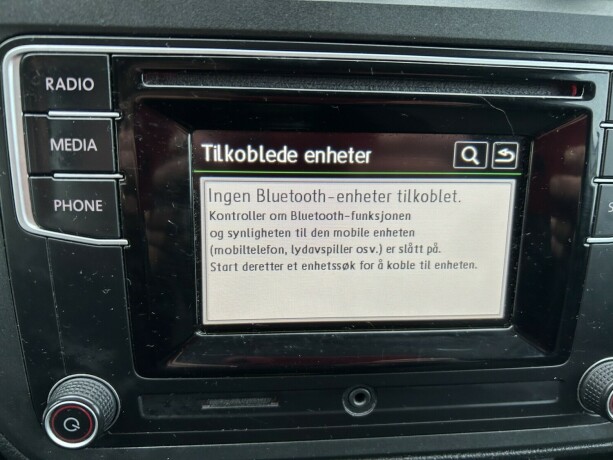 RADIO
MEDIA
PHONE
Tilkoblede enheter
Ingen Bluetooth-enheter tilkoblet.
Kontroller om Bluetooth-funksjonen
og synligheten til den mobile enheten
(mobiltelefon, lydavspiller osv.) er slått på.
Start deretter et enhetssøk for å koble til enheten.